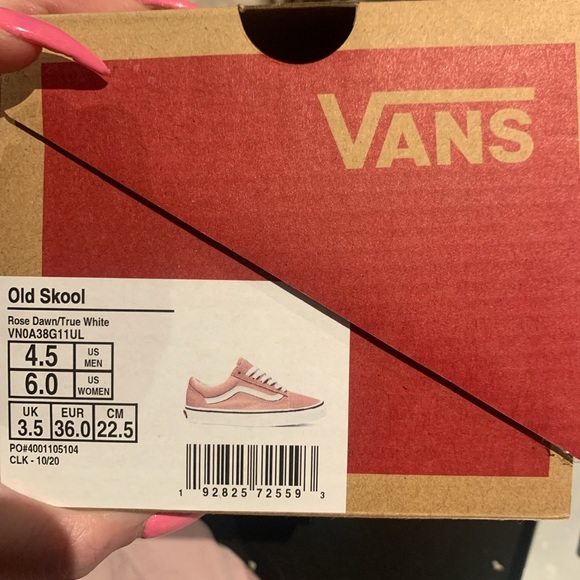 VANS
Old Skool
Rose Dawn/True White
VN0A38G11UL
4.5 US MEN
6.0 US WOMEN
UK EUR CM
3.5 36.0 22.5
PO#4001105104
CLK - 10/20
1 92825 72559 3